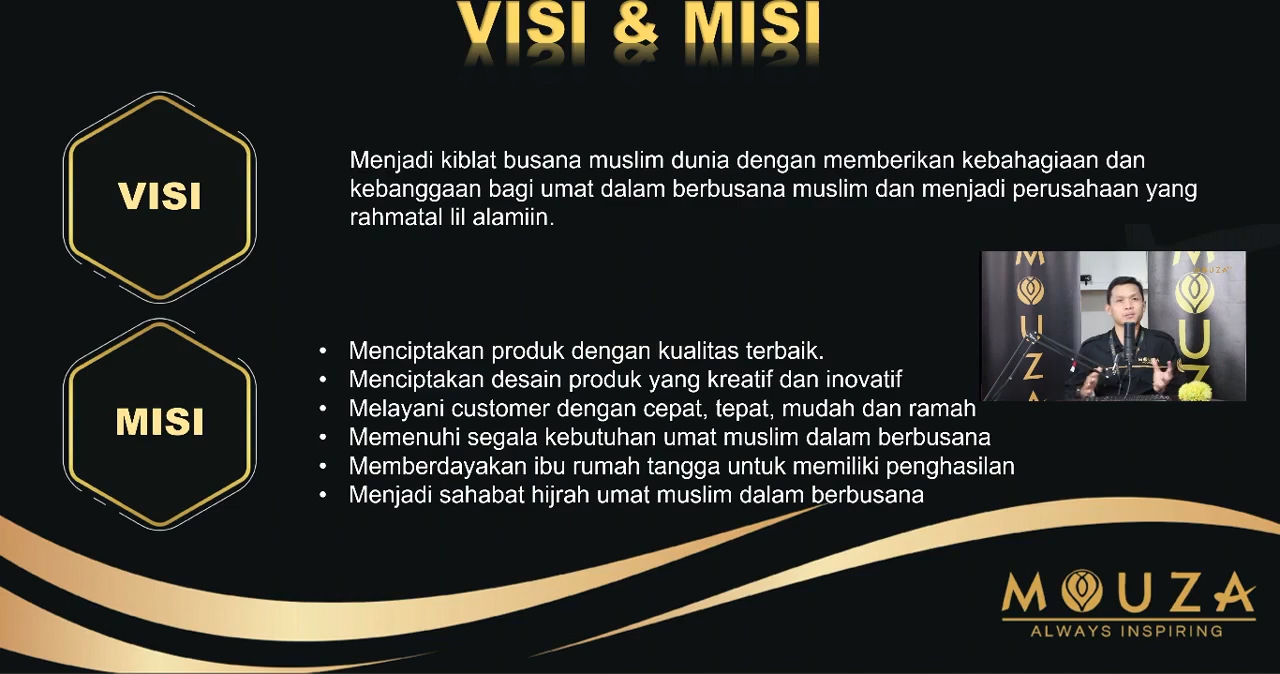 VISI & MISI
VISI
Menjadi kiblat busana muslim dunia dengan memberikan kebahagiaan dan
kebanggaan bagi umat dalam berbusana muslim dan menjadi perusahaan yang
rahmatal lil alamiin.
MOUZA
MOUZ
MOUZA
MISI
• Menciptakan produk dengan kualitas terbaik.
• Menciptakan desain produk yang kreatif dan inovatif
• Melayani customer dengan cepat, tepat, mudah dan ramah
• Memenuhi segala kebutuhan umat muslim dalam berbusana
• Memberdayakan ibu rumah tangga untuk memiliki penghasilan
• Menjadi sahabat hijrah umat muslim dalam berbusana
MOUZA
ALWAYS INSPIRING